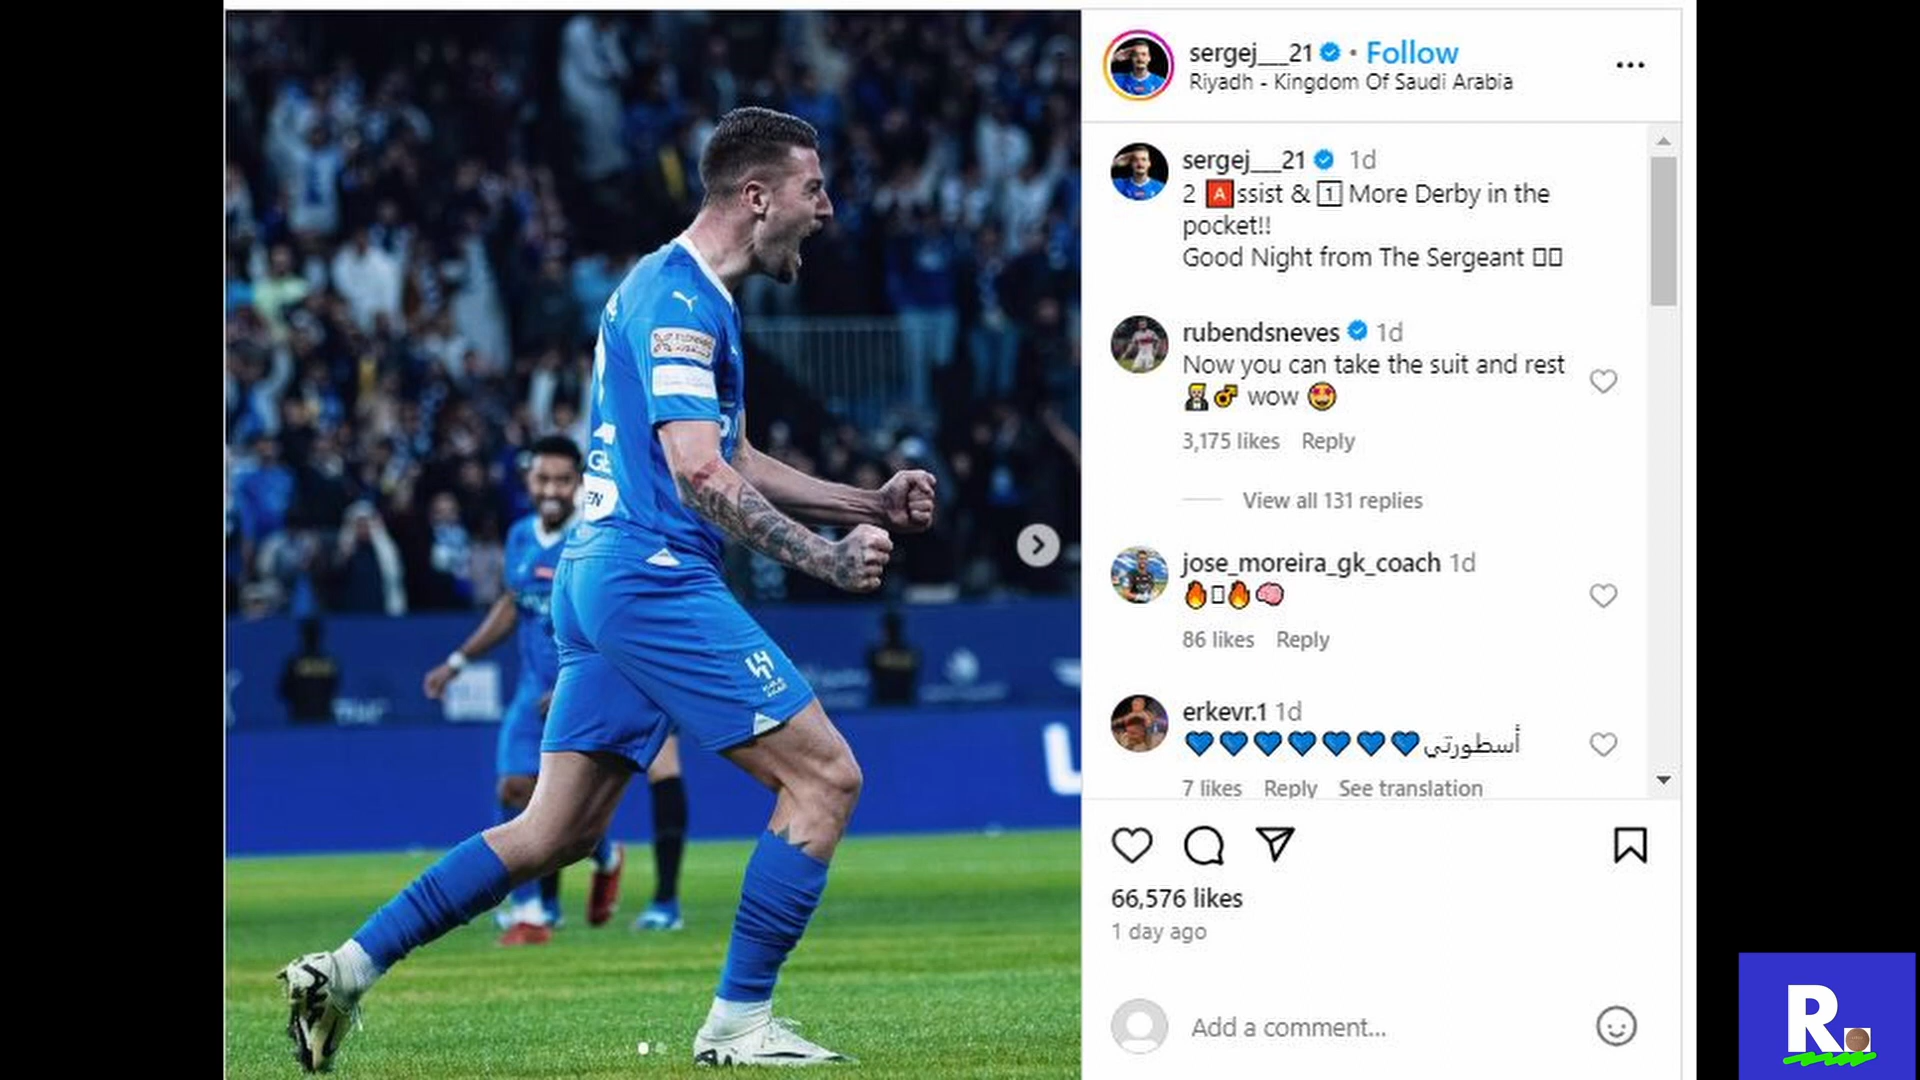 sergej___21 • Follow
Riyadh - Kingdom Of Saudi Arabia
sergej___21 1d
2 🅰ssist & 1 More Derby in the
pocket!!
Good Night from The Sergeant
rubendsneves 1d
Now you can take the suit and rest
wow 🤩
3,175 likes Reply
View all 131 replies
jose_moreira_gk_coach 1d
86 likes Reply
erkevr.1 1d
💙💙💙💙💙💙💙أسطورتي
7 likes Reply See translation
66,576 likes
1 day ago
Add a comment...
R.